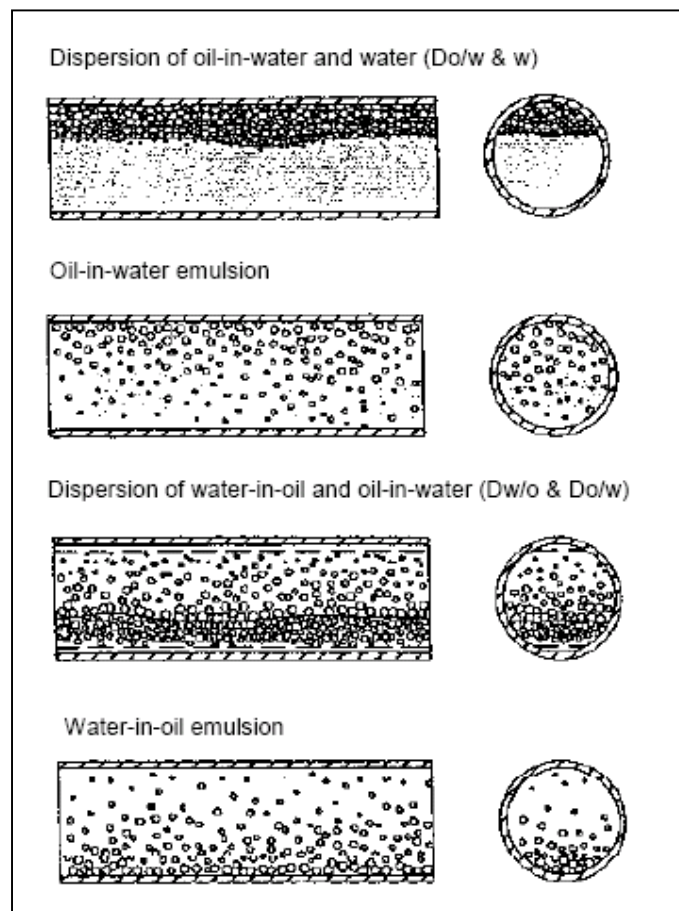 Dispersion of oil-in-water and water (Do/w & w)
Oil-in-water emulsion
Dispersion of water-in-oil and oil-in-water (Dw/o & Do/w)
Water-in-oil emulsion